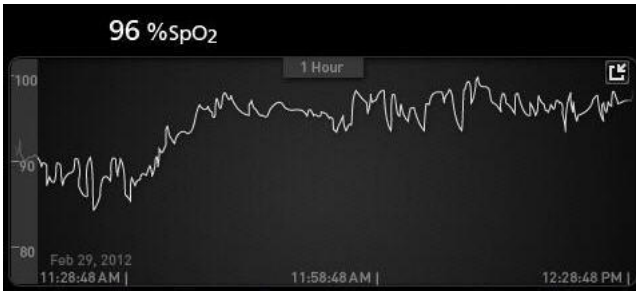 96 %SpO2
1 Hour
100
90
80
Feb 29, 2012
11:28:48 AM | 11:58:48 AM | 12:28:48 PM |